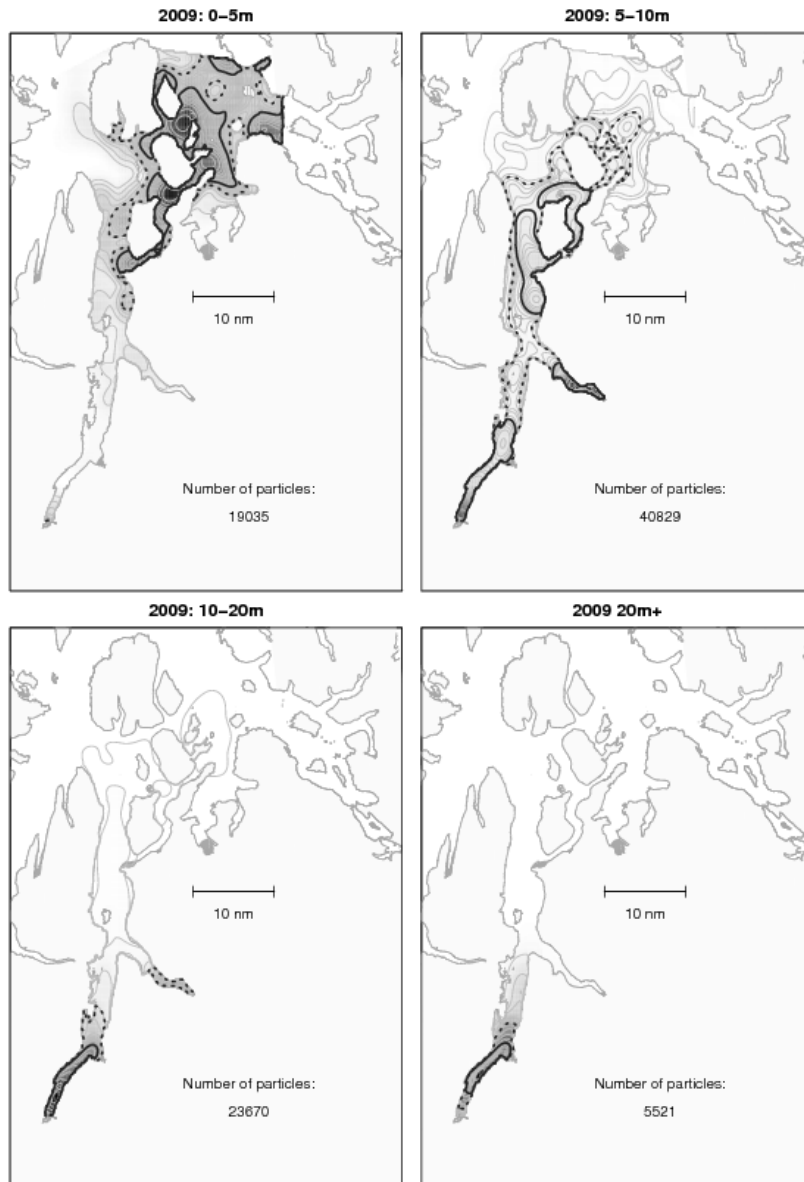 2009: 0–5m
10 nm
Number of particles:
19035
2009: 5–10m
10 nm
Number of particles:
40829
2009: 10–20m
10 nm
Number of particles:
23670
2009 20m+
10 nm
Number of particles:
5521